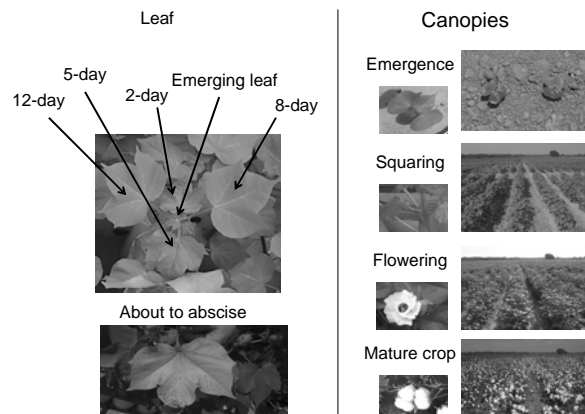 Leaf
5-day
Emerging leaf
2-day
12-day
8-day
About to abscise
Canopies
Emergence
Squaring
Flowering
Mature crop